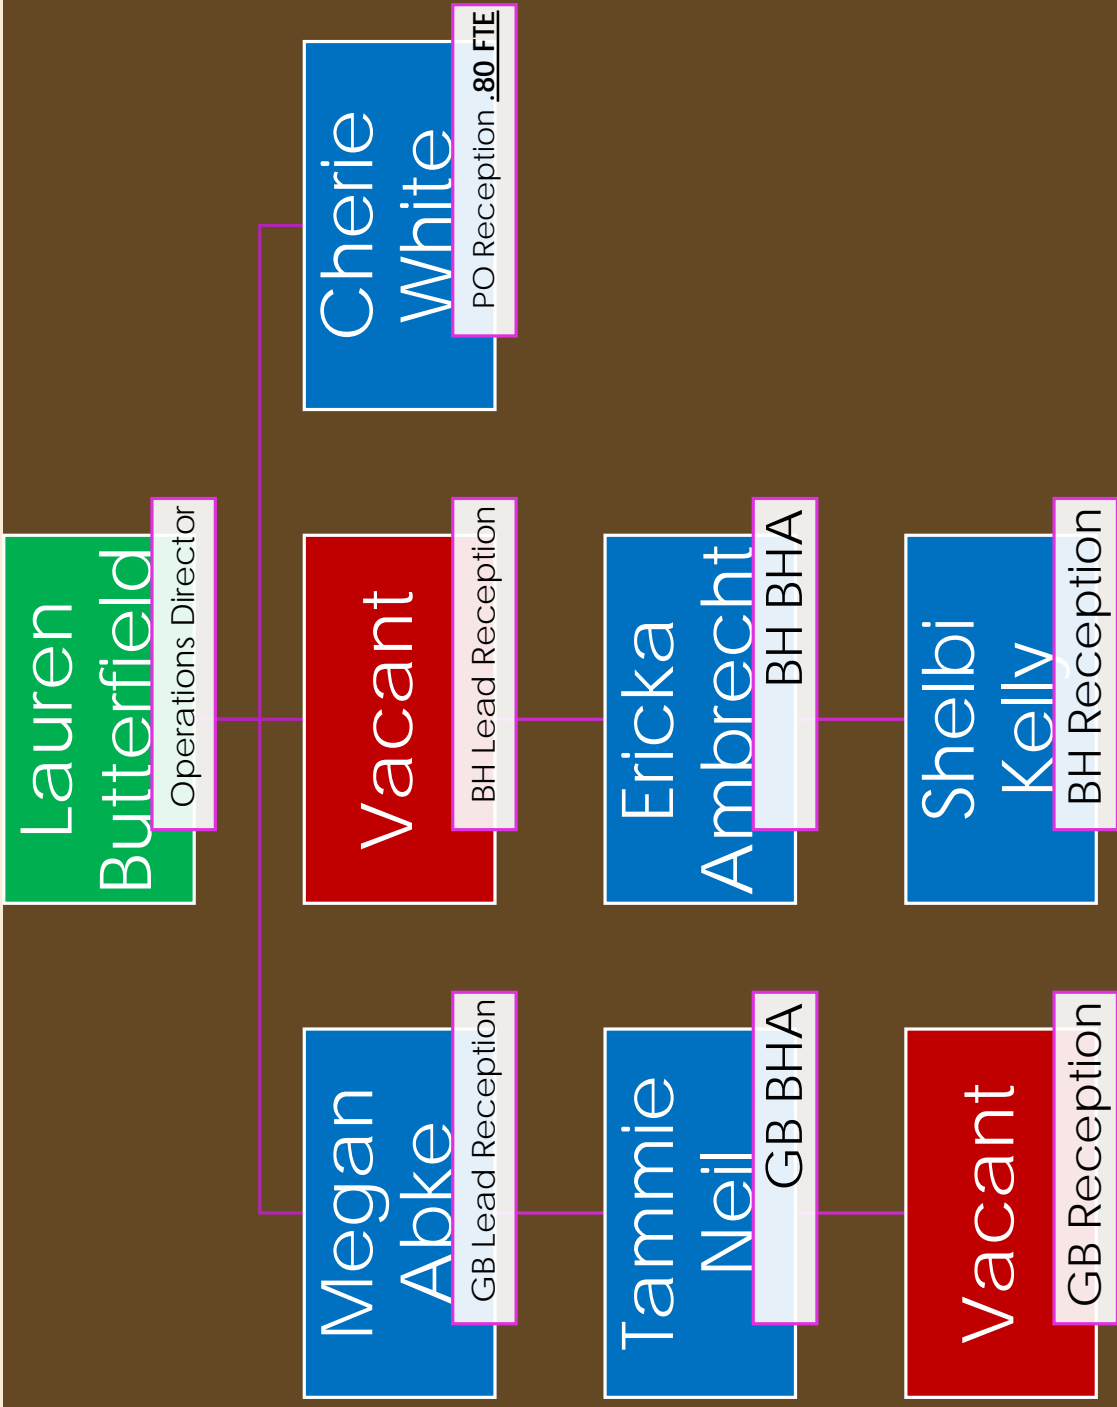 Lauren
Butterfield
Operations Director
Megan
Abke
GB Lead Reception
Vacant
BH Lead Reception
Cherie
White
PO Reception .80 FTE
Tammie
Neil
GB BHA
Ericka
Ambrecht
BH BHA
Vacant
GB Reception
Shelbi
Kelly
BH Reception